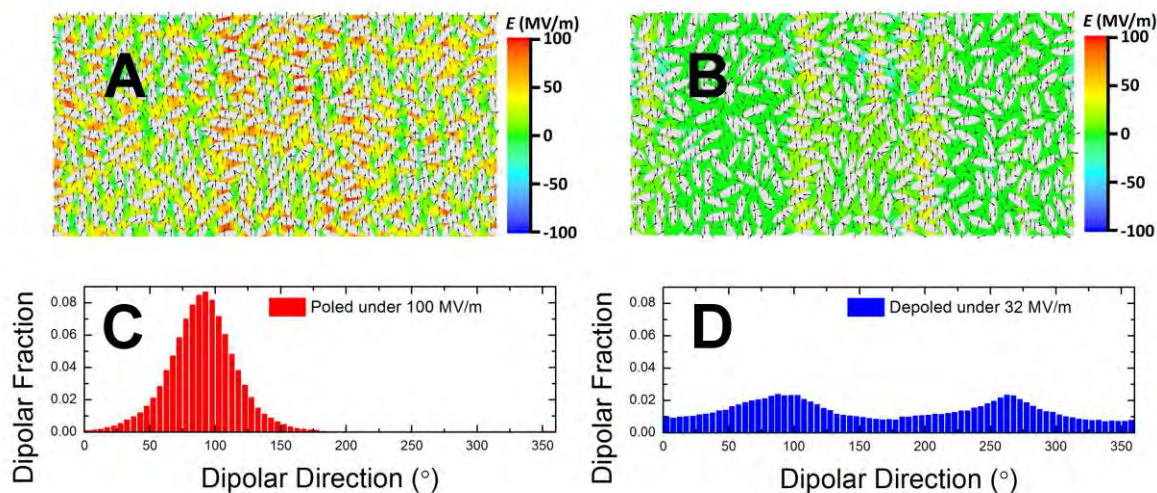 E (MV/m)
A
100
50
0
-50
-100
E (MV/m)
B
100
50
0
-50
-100
C
Poled under 100 MV/m
Dipolar Fraction
0.08
0.06
0.04
0.02
0.00
0 50 100 150 200 250 300 350
Dipolar Direction (°)
D
Depoled under 32 MV/m
Dipolar Fraction
0.08
0.06
0.04
0.02
0.00
0 50 100 150 200 250 300 350
Dipolar Direction (°)